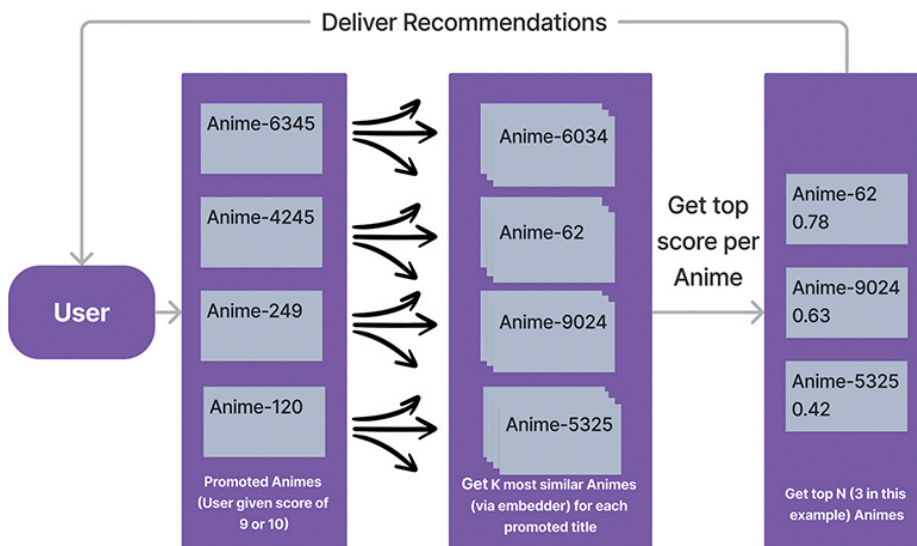 Deliver Recommendations
User
Anime-6345
Anime-4245
Anime-249
Anime-120
Promoted Animes
(User given score of
9 or 10)
Anime-6034
Anime-62
Anime-9024
Anime-5325
Get K most similar Animes
(via embedder) for each
promoted title
Get top
score per
Anime
Anime-62
0.78
Anime-9024
0.63
Anime-5325
0.42
Get top N (3 in this
example) Animes